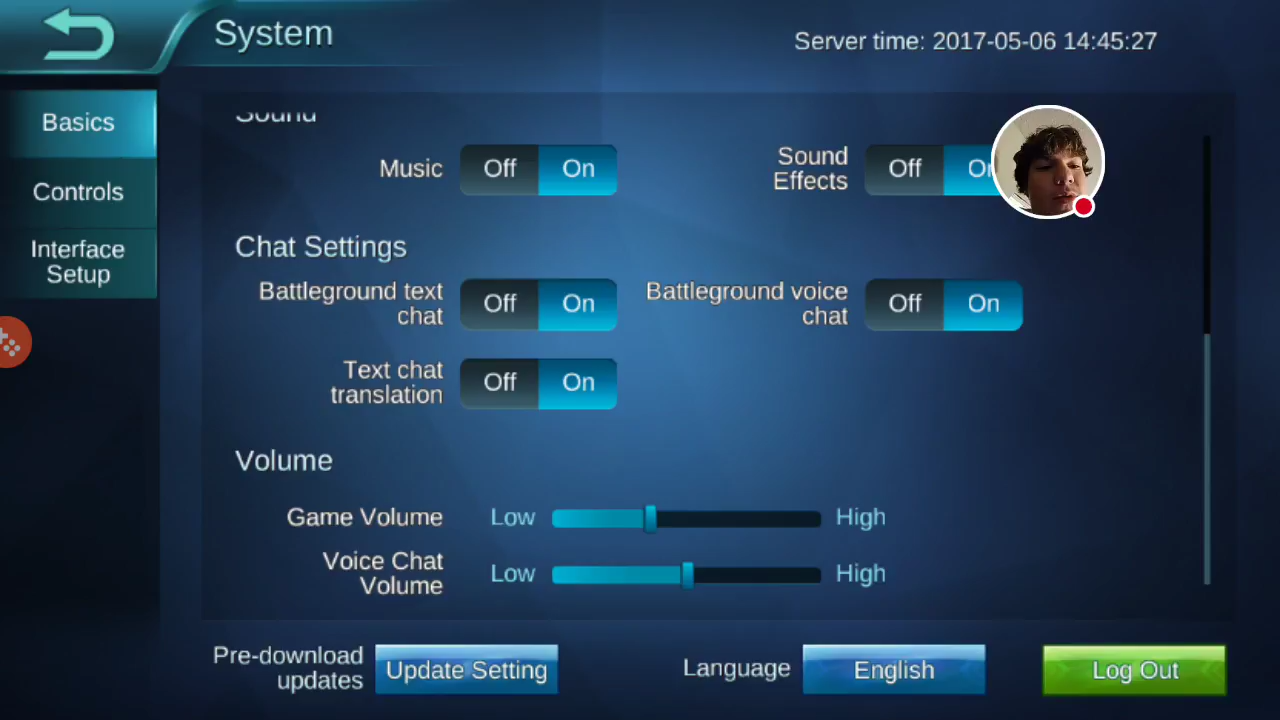 System
Server time: 2017-05-06 14:45:27
Basics
Controls
Interface
Setup
Sound
Music Off On
Sound
Effects Off On
Chat Settings
Battleground text
chat Off On
Battleground voice
chat Off On
Text chat
translation Off On
Volume
Game Volume Low High
Voice Chat
Volume Low High
Pre-download
updates Update Setting
Language English
Log Out